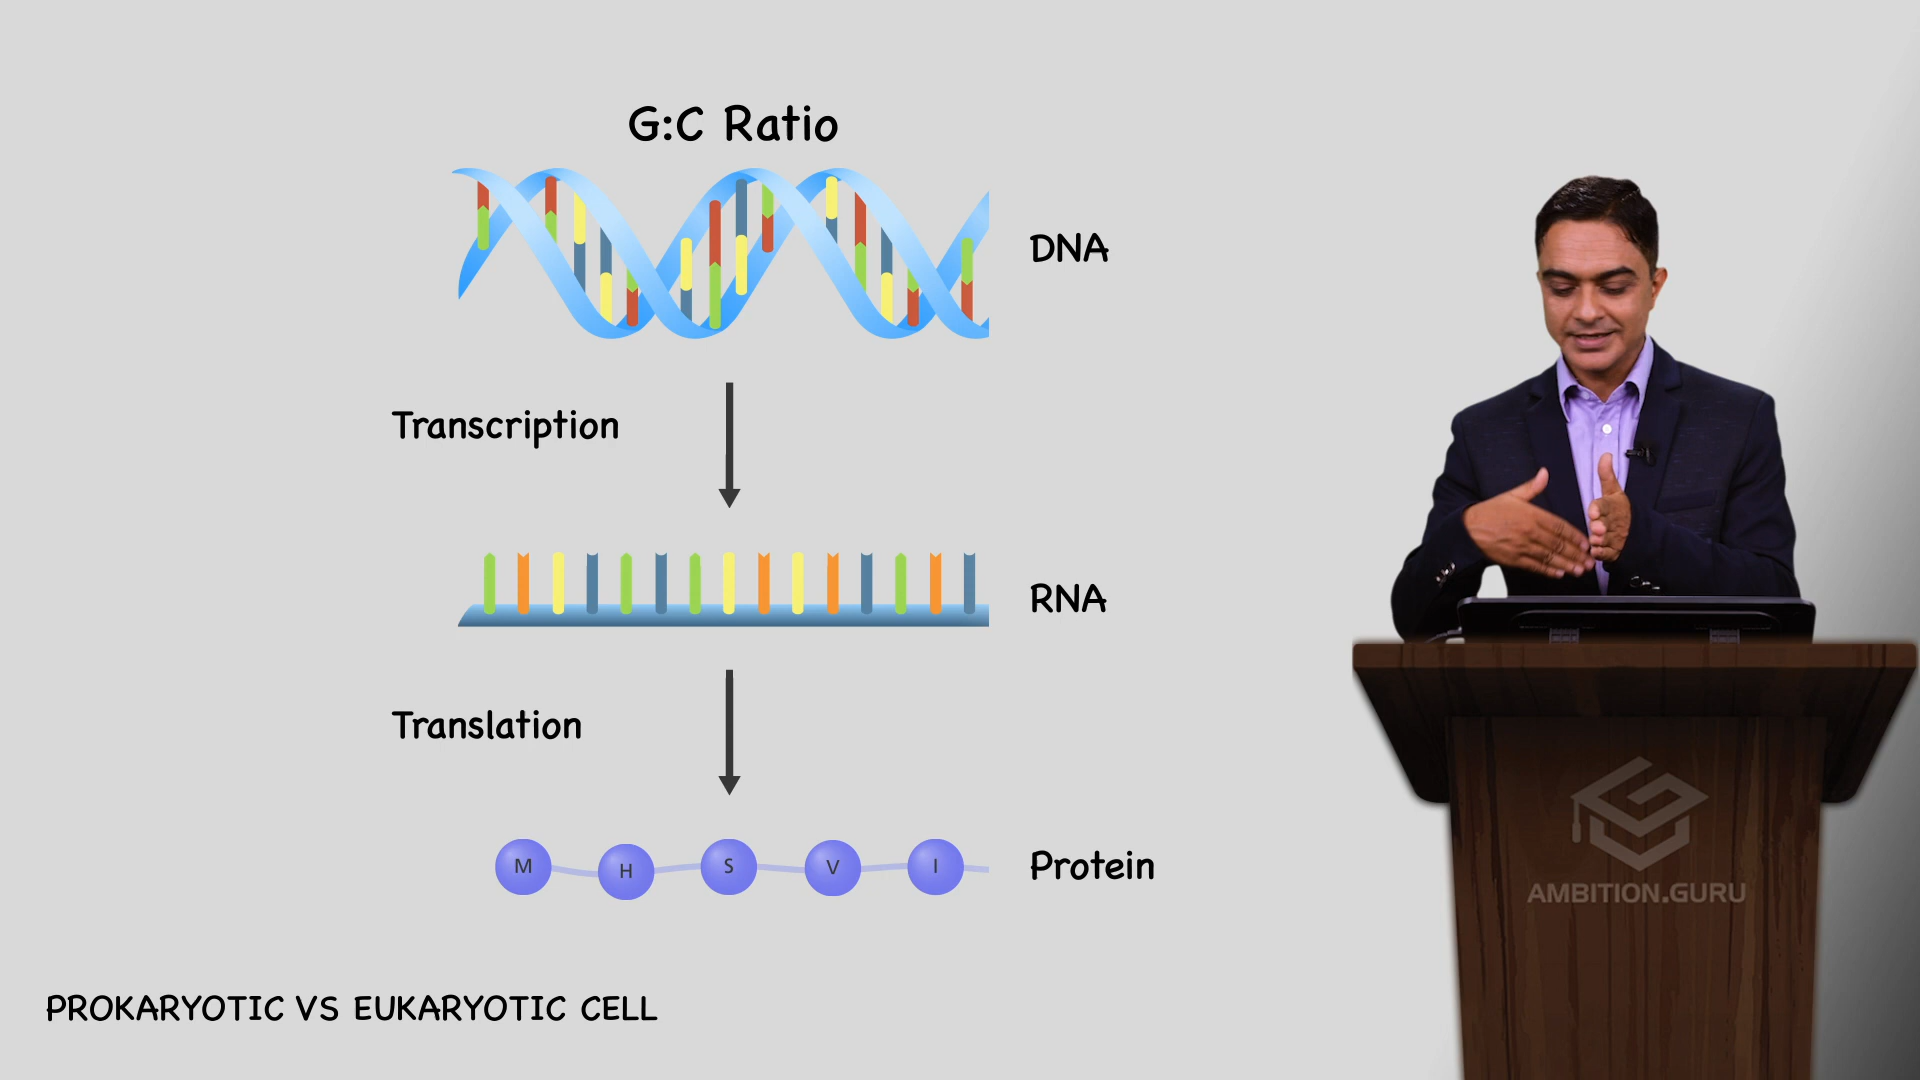 G:C Ratio
DNA
Transcription
RNA
Translation
M H S V I
Protein
PROKARYOTIC VS EUKARYOTIC CELL
AMBITION.GURU